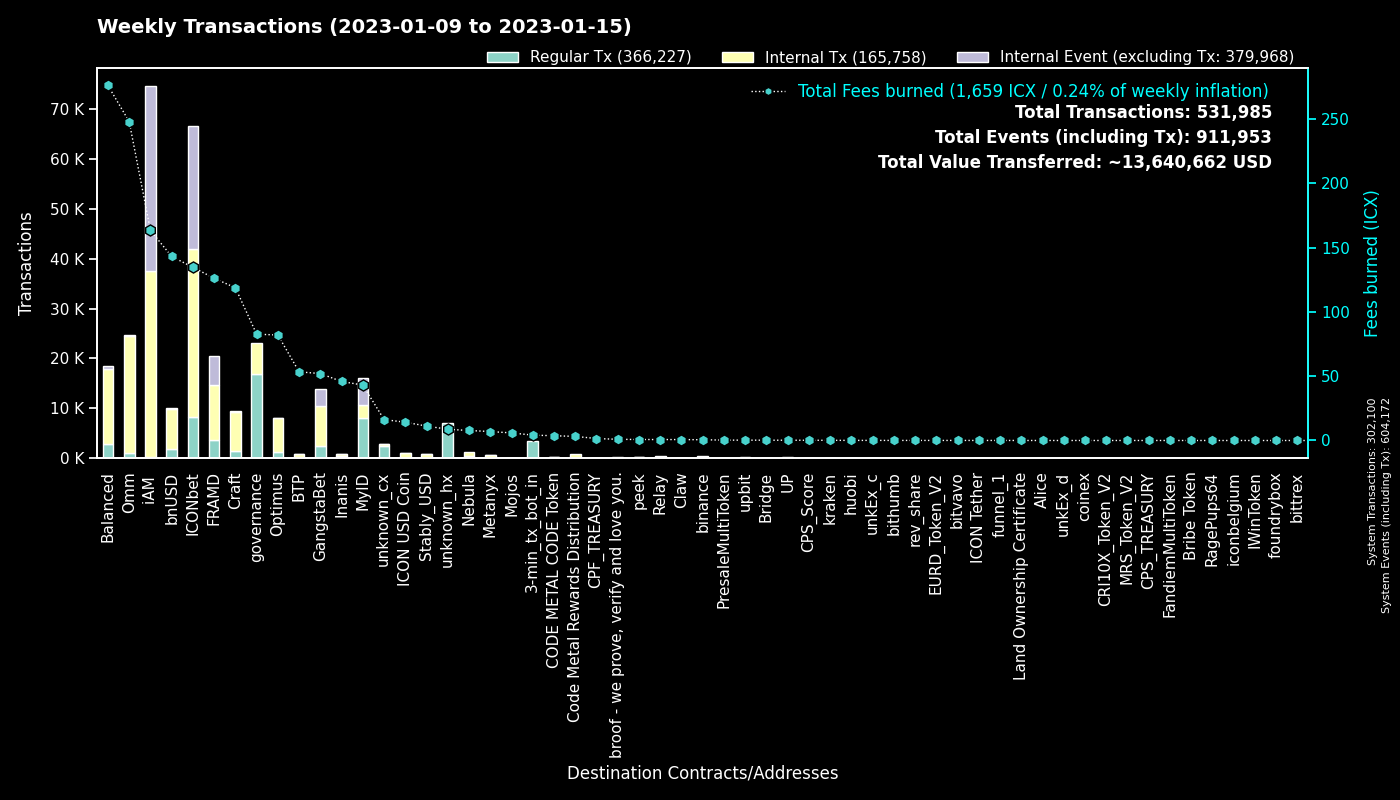 Weekly Transactions (2023-01-09 to 2023-01-15)
Regular Tx (366,227)
Internal Tx (165,758)
Internal Event (excluding Tx: 379,968)
Total Fees burned (1,659 ICX / 0.24% of weekly inflation)
Total Transactions: 531,985
Total Events (including Tx): 911,953
Total Value Transferred: ~13,640,662 USD
Transactions
70 K
60 K
50 K
40 K
30 K
20 K
10 K
0 K
250
200
150
100
50
0
Fees burned (ICX)
System Transactions: 302,100
System Events (including Tx): 604,172
Balanced
Omm
iAM
bnUSD
ICONbet
FRAMD
Craft
governance
Optimus
BTP
GangstaBet
Inanis
MyID
unknown_cx
ICON USD Coin
Stably_USD
unknown_hx
Nebula
Metanyx
Mojos
3-min_tx_bot_in
CODE METAL CODE Token
Code Metal Rewards Distribution
CPF_TREASURY
broof - we prove, verify and love you.
peek
Relay
Claw
binance
PresaleMultiToken
upbit
Bridge
UP
CPS_Score
kraken
huobi
unkEx_c
bithumb
rev_share
EURD_Token_V2
bitvavo
ICON Tether
funnel_1
Land Ownership Certificate
Alice
unkEx_d
coinex
CRI10X_Token_V2
MRS_Token_V2
CPS_TREASURY
FandiemMultiToken
Bribe Token
RagePups64
iconbelgium
IWinToken
foundrybox
bittrex
Destination Contracts/Addresses